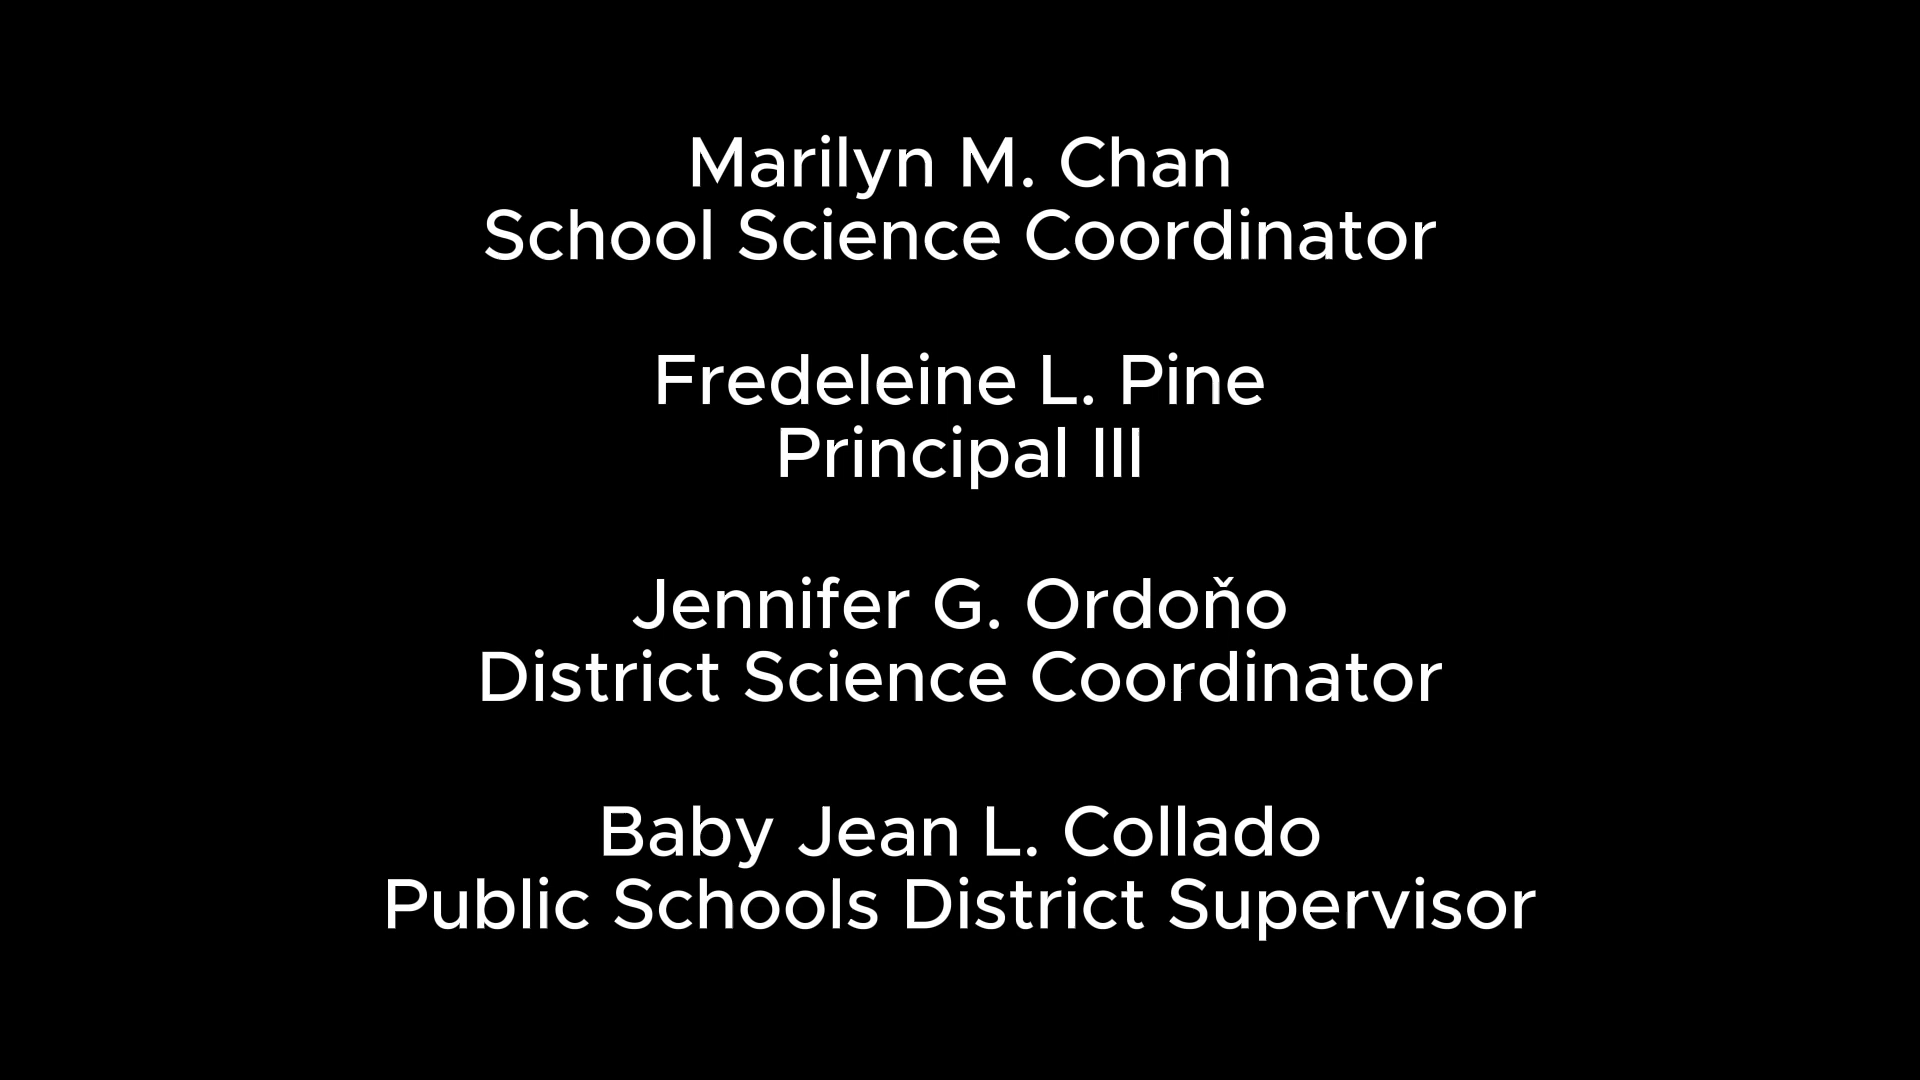 Marilyn M. Chan
School Science Coordinator
Fredeleine L. Pine
Principal III
Jennifer G. Ordoňo
District Science Coordinator
Baby Jean L. Collado
Public Schools District Supervisor